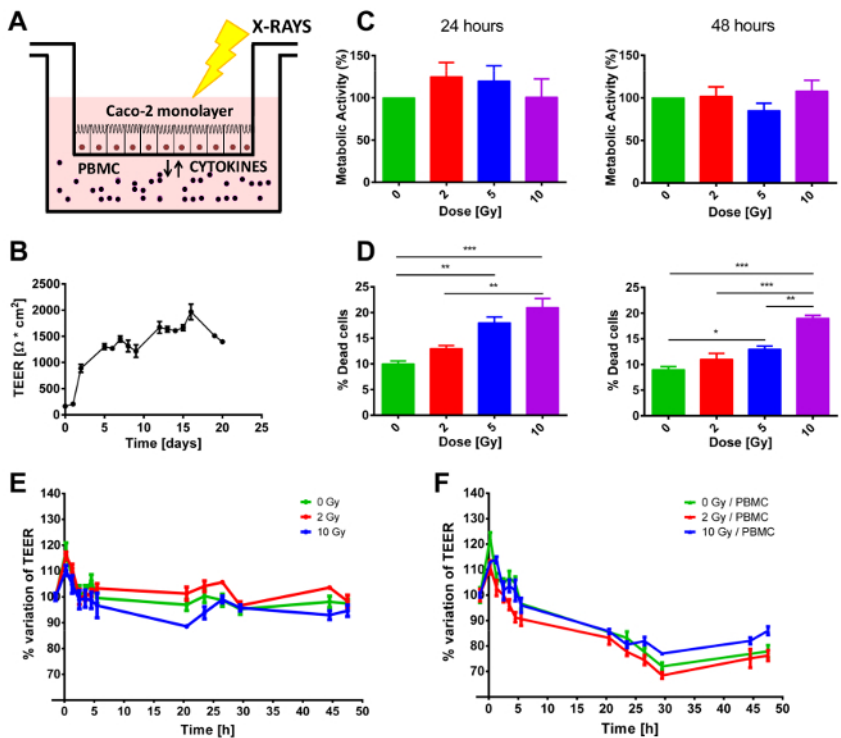 A
X-RAYS
Caco-2 monolayer
PBMC
CYTOKINES
B
TEER [Ω * cm²]
2500
2000
1500
1000
500
0
0 5 10 15 20 25
Time [days]
C
24 hours
Metabolic Activity (%)
150
100
50
0
0 2 5 10
Dose [Gy]
48 hours
Metabolic Activity (%)
150
100
50
0
0 2 5 10
Dose [Gy]
D
% Dead cells
25
20
15
10
5
0
***
**
**
0 2 5 10
Dose [Gy]
% Dead cells
25
20
15
10
5
0
***
***
**
*
0 2 5 10
Dose [Gy]
E
% variation of TEER
140
130
120
110
100
90
80
70
0 5 10 15 20 25 30 35 40 45 50
Time [h]
0 Gy
2 Gy
10 Gy
F
% variation of TEER
140
130
120
110
100
90
80
70
0 5 10 15 20 25 30 35 40 45 50
Time [h]
0 Gy / PBMC
2 Gy / PBMC
10 Gy / PBMC